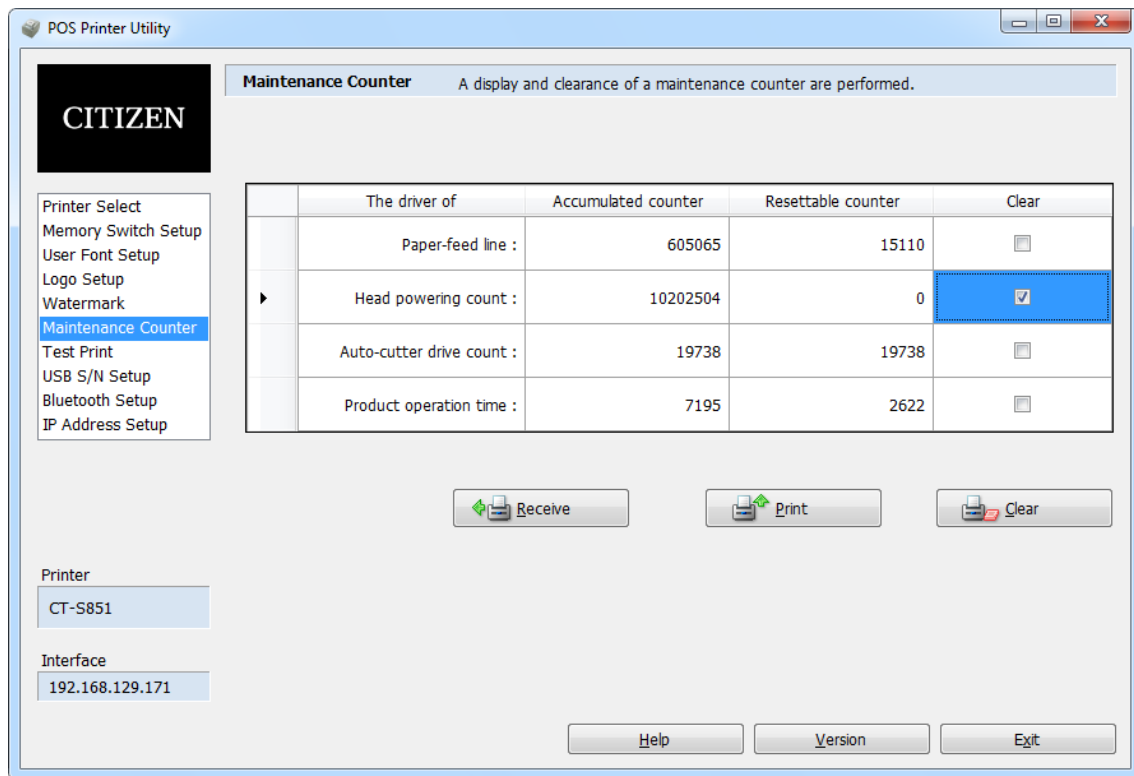 POS Printer Utility
CITIZEN
Maintenance Counter A display and clearance of a maintenance counter are performed.
Printer Select
Memory Switch Setup
User Font Setup
Logo Setup
Watermark
Maintenance Counter
Test Print
USB S/N Setup
Bluetooth Setup
IP Address Setup
The driver of Accumulated counter Resettable counter Clear
Paper-feed line : 605065 15110
Head powering count : 10202504 0
Auto-cutter drive count : 19738 19738
Product operation time : 7195 2622
Receive Print Clear
Printer
CT-S851
Interface
192.168.129.171
Help Version Exit